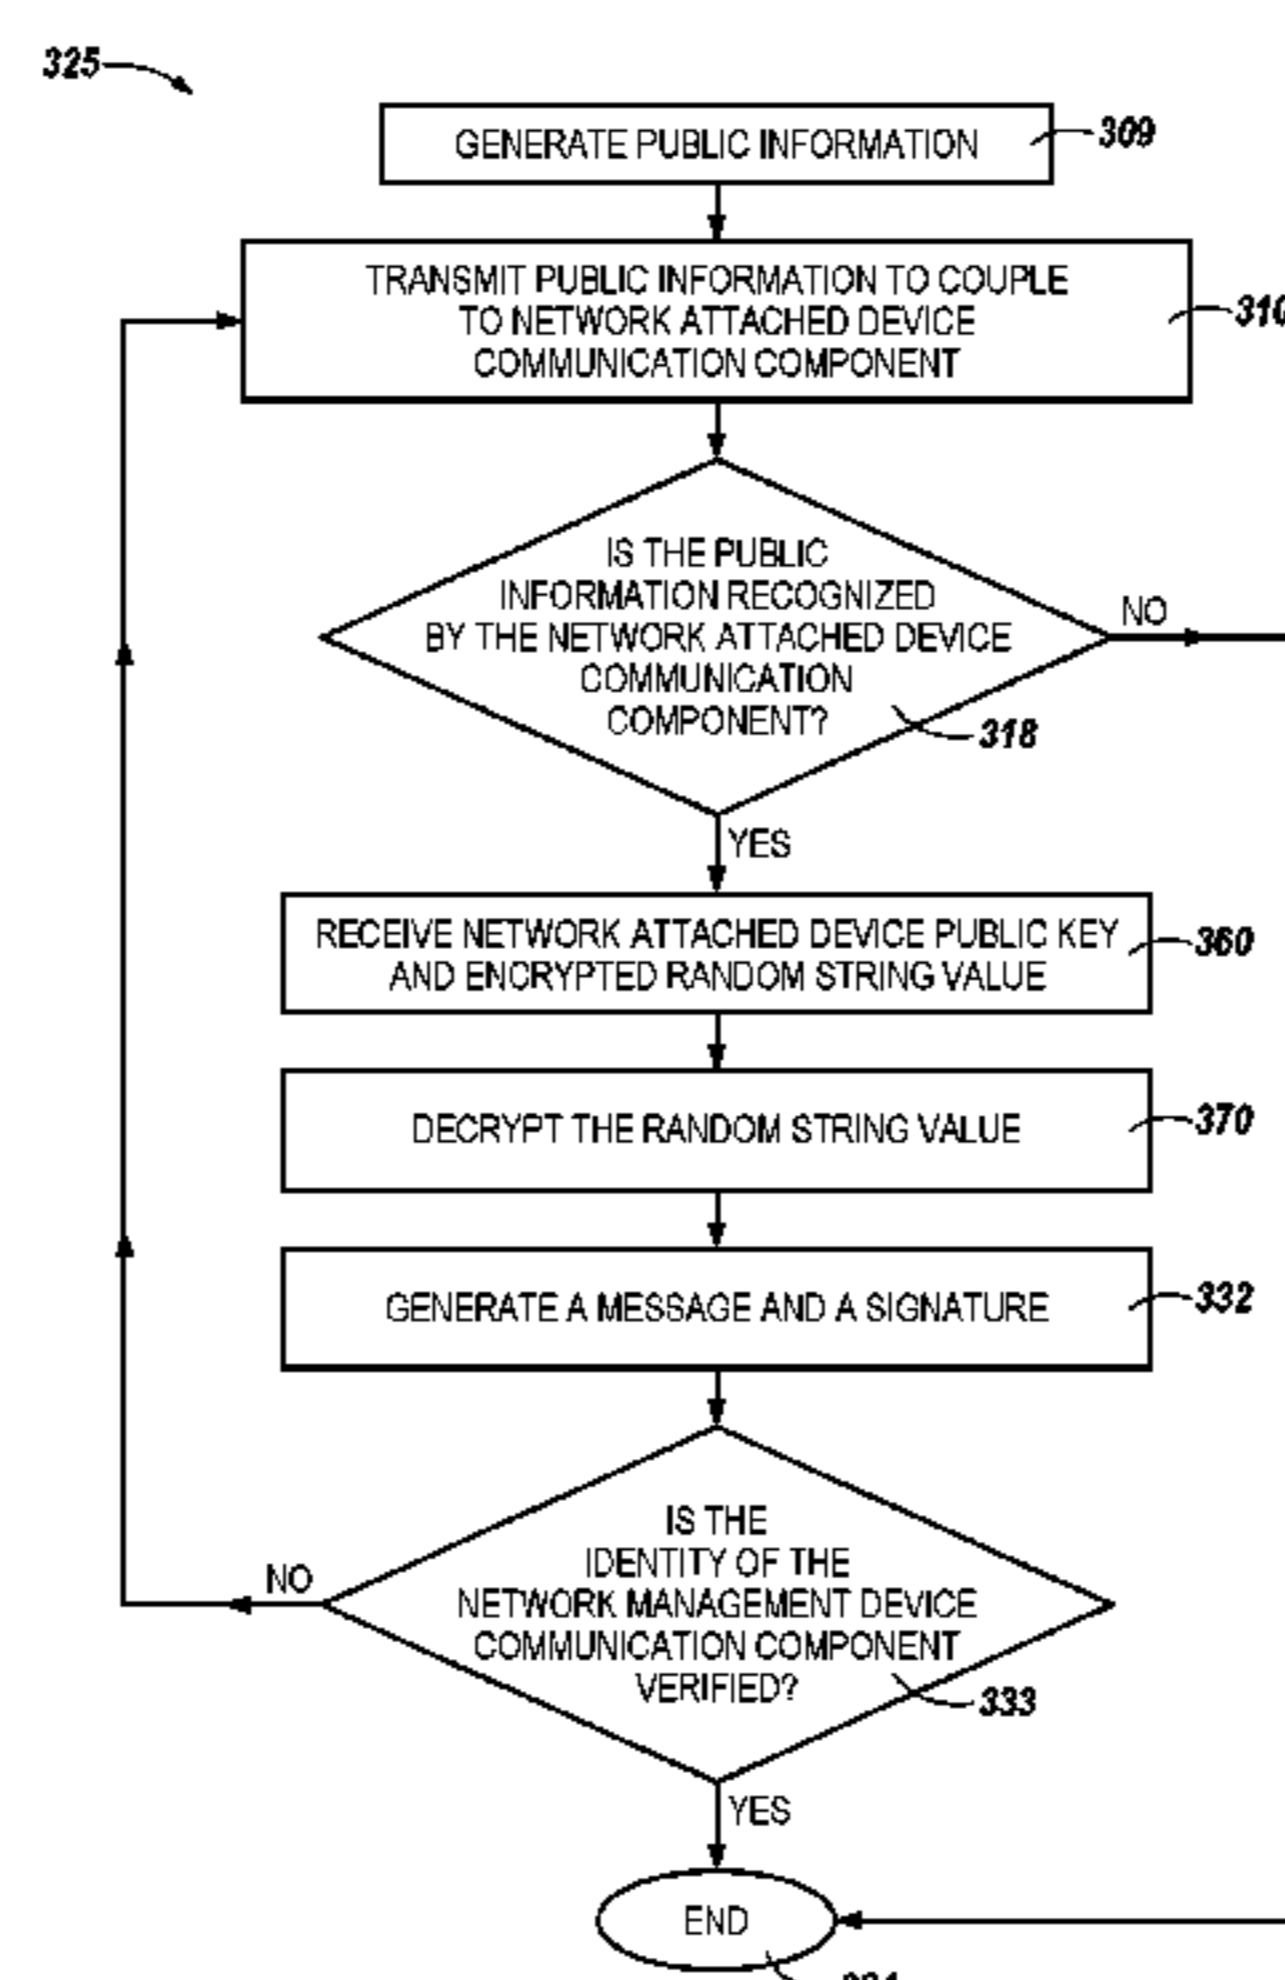 325
GENERATE PUBLIC INFORMATION
309
TRANSMIT PUBLIC INFORMATION TO COUPLE
TO NETWORK ATTACHED DEVICE
COMMUNICATION COMPONENT
310
IS THE PUBLIC
INFORMATION RECOGNIZED
BY THE NETWORK ATTACHED DEVICE
COMMUNICATION
COMPONENT?
318
NO
YES
RECEIVE NETWORK ATTACHED DEVICE PUBLIC KEY
AND ENCRYPTED RANDOM STRING VALUE
360
DECRYPT THE RANDOM STRING VALUE
370
GENERATE A MESSAGE AND A SIGNATURE
332
IS THE
IDENTITY OF THE
NETWORK MANAGEMENT DEVICE
COMMUNICATION COMPONENT
VERIFIED?
333
NO
YES
END